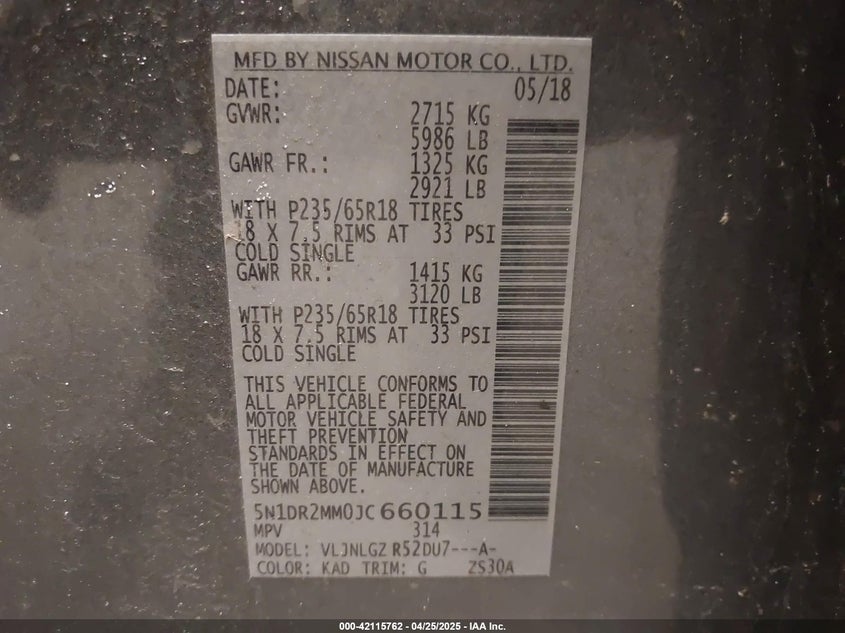 MFD BY NISSAN MOTOR CO., LTD.
DATE: 05/18
GVWR: 2715 KG
5986 LB
GAWR FR.: 1325 KG
2921 LB
WITH P235/65R18 TIRES
18 X 7.5 RIMS AT 33 PSI
COLD SINGLE
GAWR RR.: 1415 KG
3120 LB
WITH P235/65R18 TIRES
18 X 7.5 RIMS AT 33 PSI
COLD SINGLE
THIS VEHICLE CONFORMS TO
ALL APPLICABLE FEDERAL
MOTOR VEHICLE SAFETY AND
THEFT PREVENTION
STANDARDS IN EFFECT ON
THE DATE OF MANUFACTURE
SHOWN ABOVE.
5N1DR2MM0JC660115
MPV 314
MODEL: VLJNLGZ R52DU7---A-
COLOR: KAD TRIM: G ZS30A
000-42115762 - 04/25/2025 - IAA Inc.